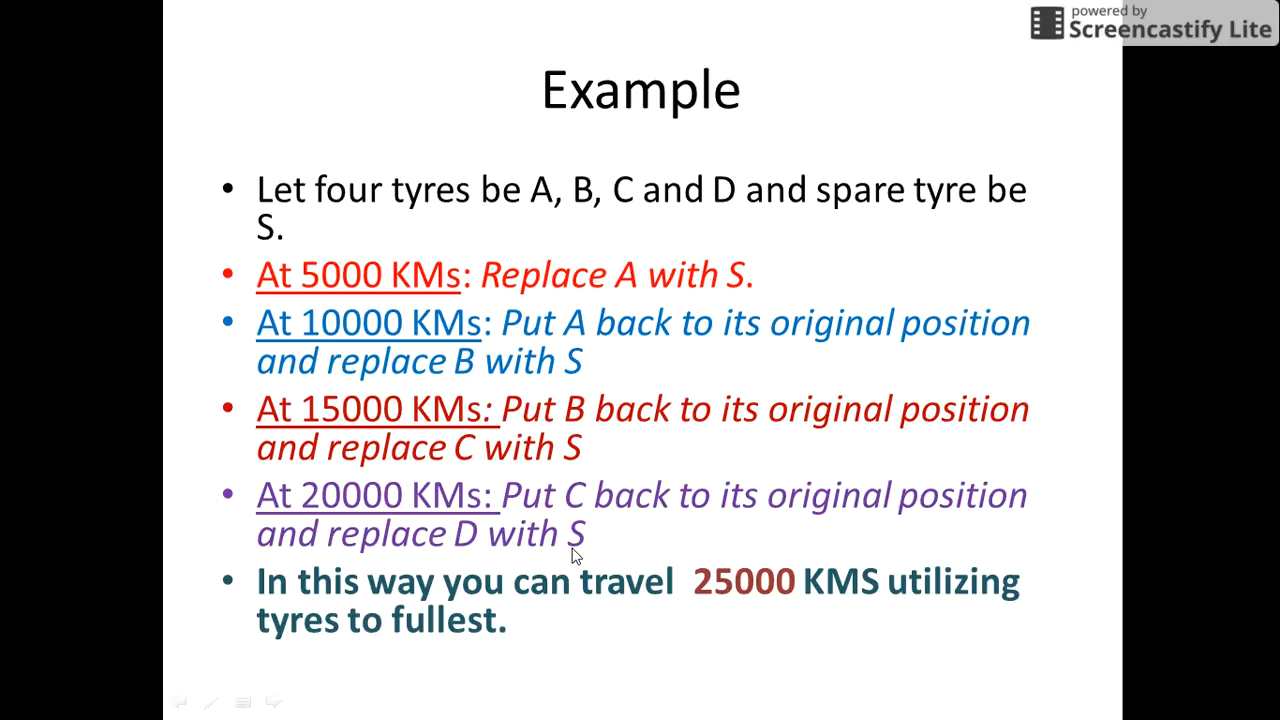 powered by
Screencastify Lite
Example
• Let four tyres be A, B, C and D and spare tyre be
S.
• At 5000 KMs: Replace A with S.
• At 10000 KMs: Put A back to its original position
and replace B with S
• At 15000 KMs: Put B back to its original position
and replace C with S
• At 20000 KMs: Put C back to its original position
and replace D with S
• In this way you can travel 25000 KMS utilizing
tyres to fullest.